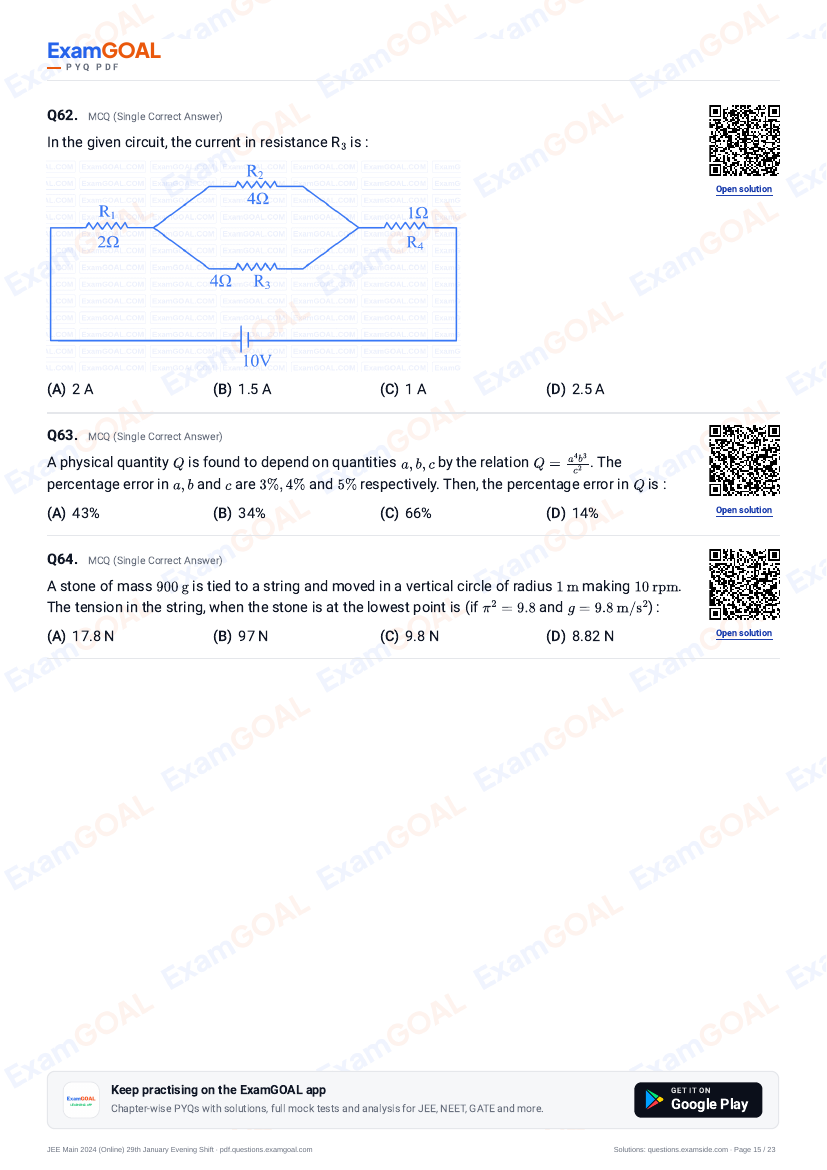 ExamGOAL
PYQ PDF
Q62. MCQ (Single Correct Answer)
In the given circuit, the current in resistance R₃ is :
R₂
4Ω
R₁
2Ω
1Ω
R₄
4Ω R₃
10V
Open solution
(A) 2 A (B) 1.5 A (C) 1 A (D) 2.5 A
Q63. MCQ (Single Correct Answer)
A physical quantity Q is found to depend on quantities a, b, c by the relation Q = a⁴b³/c². The
percentage error in a, b and c are 3%, 4% and 5% respectively. Then, the percentage error in Q is :
(A) 43% (B) 34% (C) 66% (D) 14%
Open solution
Q64. MCQ (Single Correct Answer)
A stone of mass 900 g is tied to a string and moved in a vertical circle of radius 1 m making 10 rpm.
The tension in the string, when the stone is at the lowest point is (if π² = 9.8 and g = 9.8 m/s²) :
(A) 17.8 N (B) 97 N (C) 9.8 N (D) 8.82 N
Open solution
Keep practising on the ExamGOAL app
Chapter-wise PYQs with solutions, full mock tests and analysis for JEE, NEET, GATE and more.
GET IT ON
Google Play
JEE Main 2024 (Online) 29th January Evening Shift · pdf.questions.examgoal.com
Solutions: questions.examside.com · Page 15 / 23